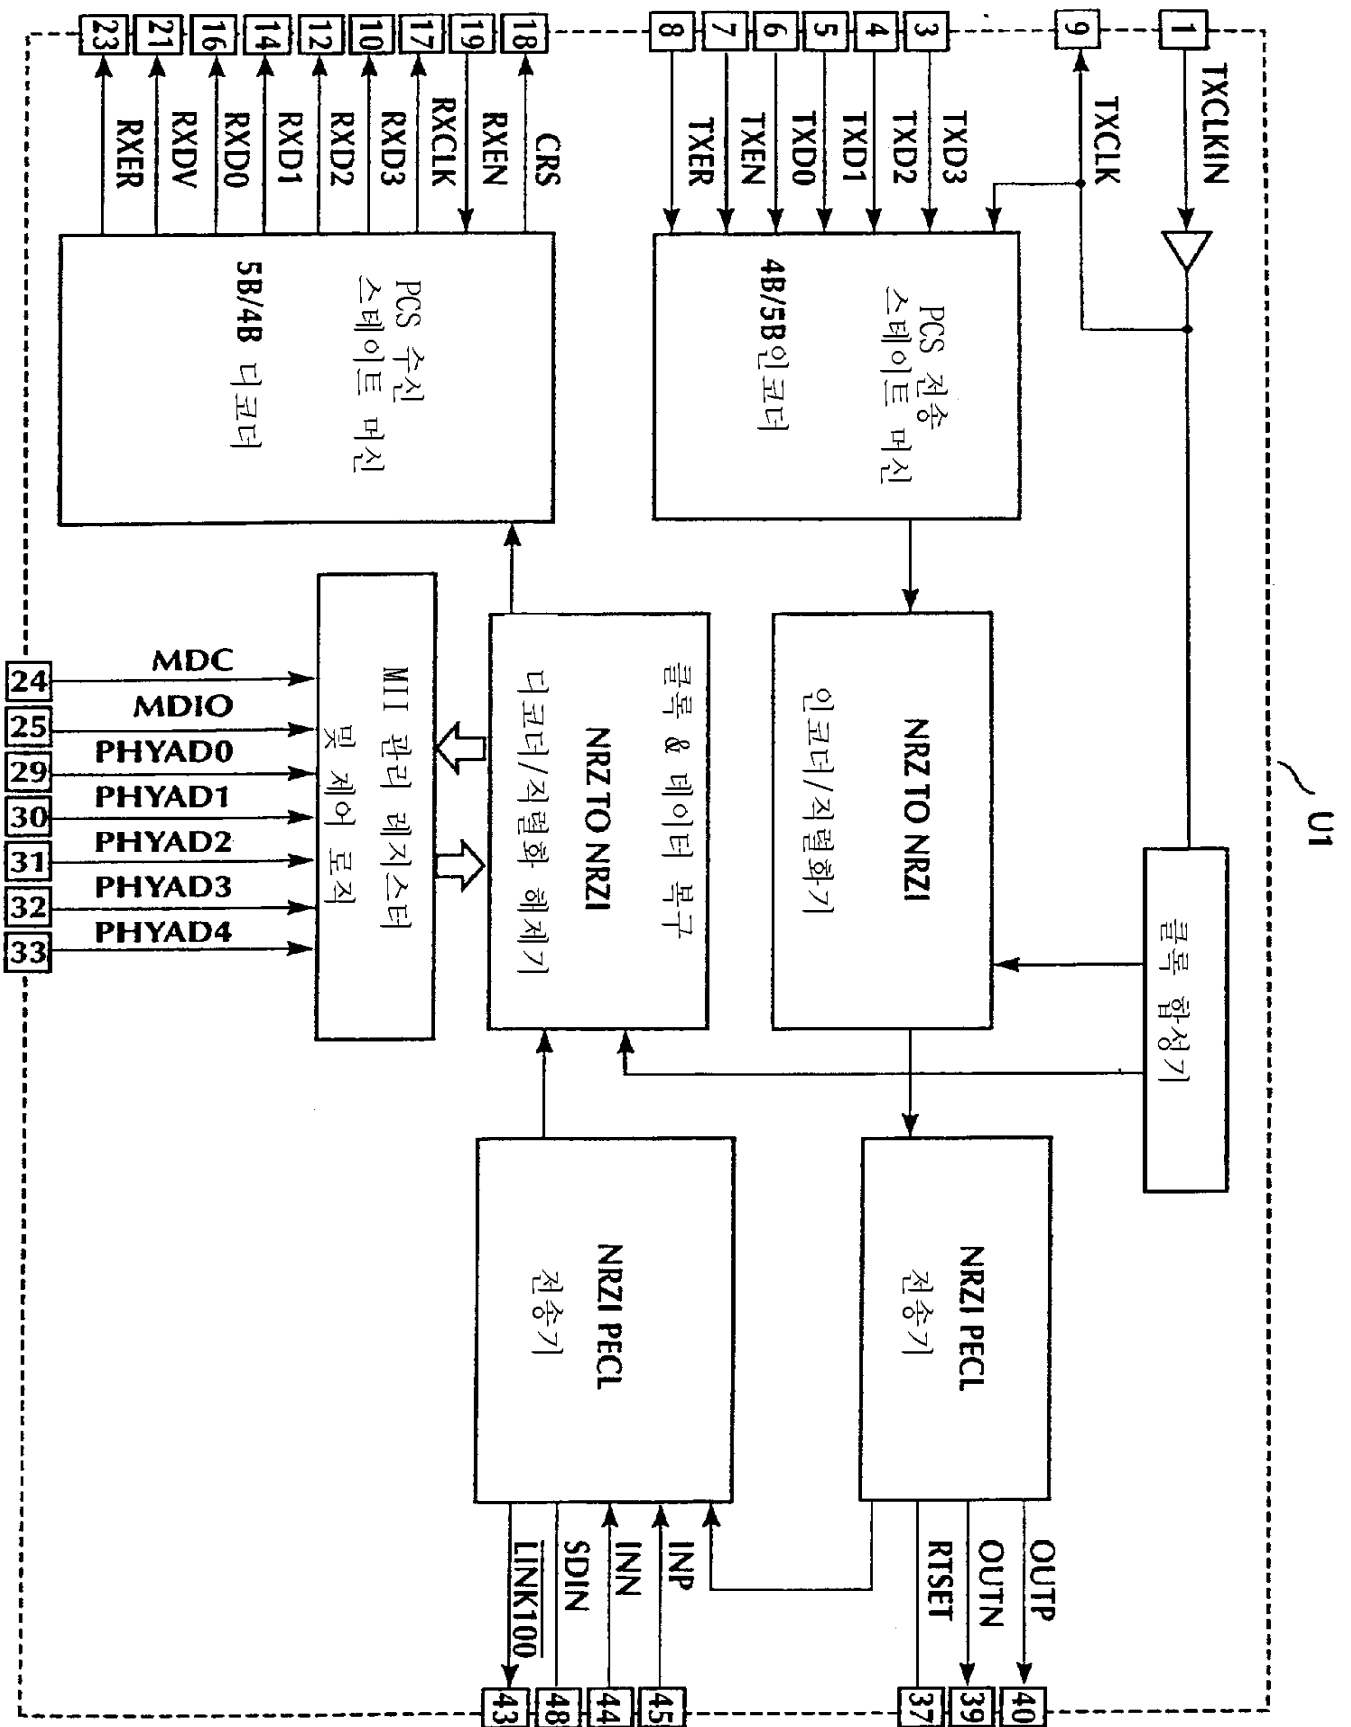 U1
1
TXCLKIN
9
TXCLK
3
TXD3
4
TXD2
5
TXD1
6
TXD0
7
TXEN
8
TXER
PCS 전송
스테이트 머신
4B/5B인코더
NRZ TO NRZI
인코더/직렬화기
클록 합성기
NRZI PECL
전송기
OUTP
40
OUTN
39
RTSET
37
18
CRS
19
RXEN
17
RXCLK
10
RXD3
12
RXD2
14
RXD1
16
RXD0
21
RXDV
23
RXER
PCS 수신
스테이트 머신
5B/4B 디코더
클록 & 데이터 복구
NRZ TO NRZI
디코더/직렬화 해제기
NRZI PECL
전송기
INP
45
INN
44
SDIN
48
LINK100
43
MII 관리 레지스터
및 제어 로직
24
MDC
25
MDIO
29
PHYAD0
30
PHYAD1
31
PHYAD2
32
PHYAD3
33
PHYAD4